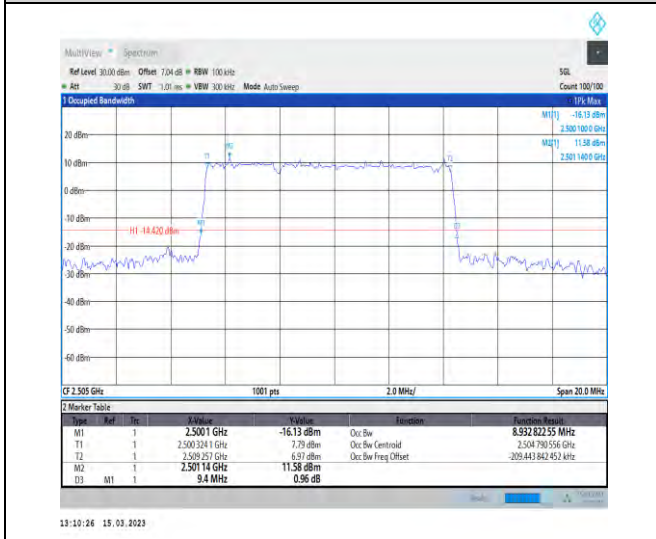 MultiView Spectrum
Ref Level 30.00 dBm Offset 7.04 dB RBW 100 kHz SGL
Att 30 dB SWT 1.01 ms VBW 300 kHz Mode Auto Sweep Count 100/100
1 Occupied Bandwidth 1Pk Max
M1[1] -16.13 dBm
2.500 100 0 GHz
M2[1] 11.58 dBm
2.501 140 0 GHz
20 dBm
10 dBm
0 dBm
-10 dBm
-20 dBm
-30 dBm
-40 dBm
-50 dBm
-60 dBm
T1
M2
T2
H1 -14.420 dBm
CF 2.505 GHz 1001 pts 2.0 MHz/ Span 20.0 MHz
2 Marker Table
Type Ref Trc X-Value Y-Value Function Function Result
M1 1 2.5001 GHz -16.13 dBm Occ Bw 8.932 822 55 MHz
T1 1 2.500 324 1 GHz 7.79 dBm Occ Bw Centroid 2.504 790 556 GHz
T2 1 2.509 257 GHz 6.97 dBm Occ Bw Freq Offset -209.443 842 452 kHz
M2 1 2.501 14 GHz 11.58 dBm
D3 M1 1 9.4 MHz 0.96 dB
13:10:26 15.03.2023